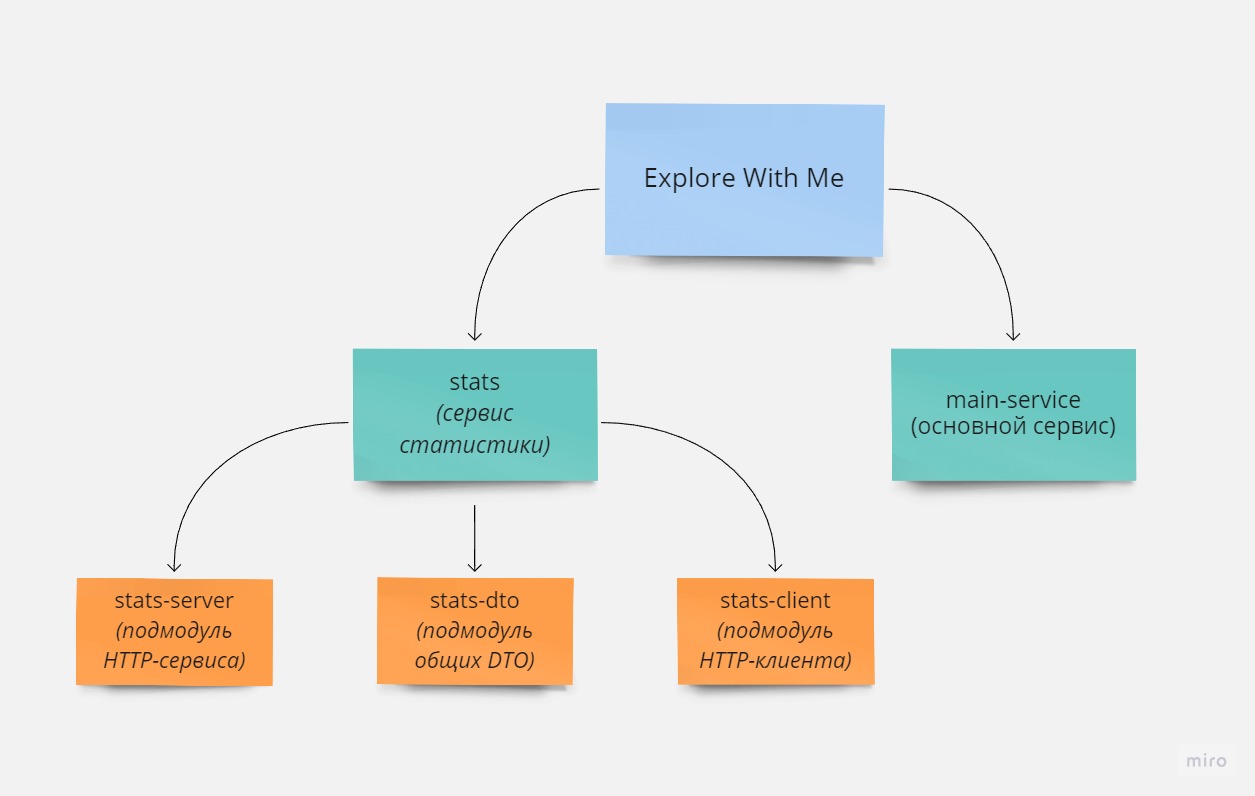 Explore With Me
stats
(сервис
статистики)
main-service
(основной сервис)
stats-server
(подмодуль
HTTP-сервиса)
stats-dto
(подмодуль
общих DTO)
stats-client
(подмодуль
HTTP-клиента)
miro